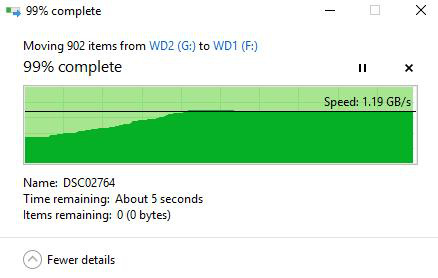 99% complete
Moving 902 items from WD2 (G:) to WD1 (F:)
99% complete
Speed: 1.19 GB/s
Name: DSC02764
Time remaining: About 5 seconds
Items remaining: 0 (0 bytes)
Fewer details